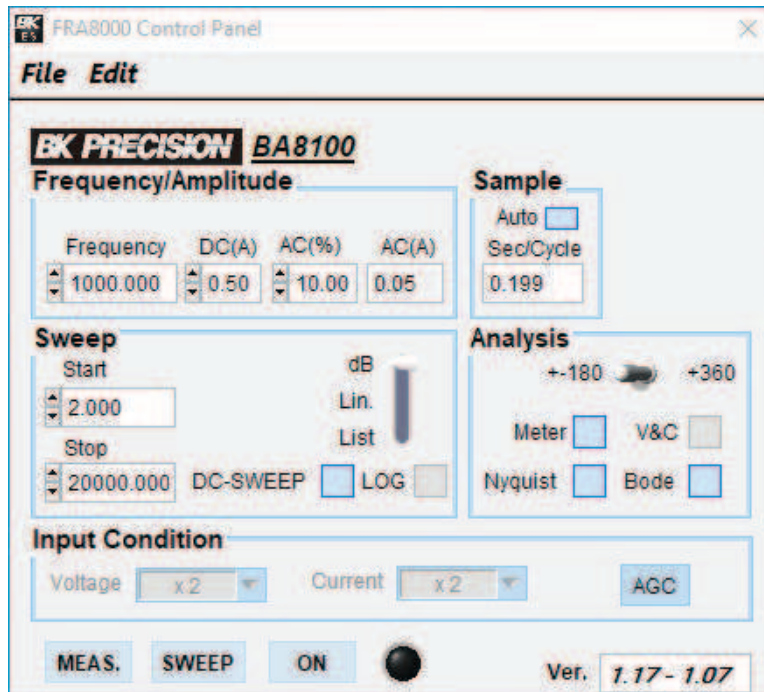 BK
ES
FRA8000 Control Panel
File Edit
BK PRECISION BA8100
Frequency/Amplitude
Frequency DC(A) AC(%) AC(A)
1000.000 0.50 10.00 0.05
Sample
Auto
Sec/Cycle
0.199
Sweep
Start
2.000
Stop
20000.000
dB
Lin.
List
DC-SWEEP LOG
Analysis
+-180 +360
Meter V&C
Nyquist Bode
Input Condition
Voltage x 2 Current x 2 AGC
MEAS. SWEEP ON Ver. 1.17- 1.07